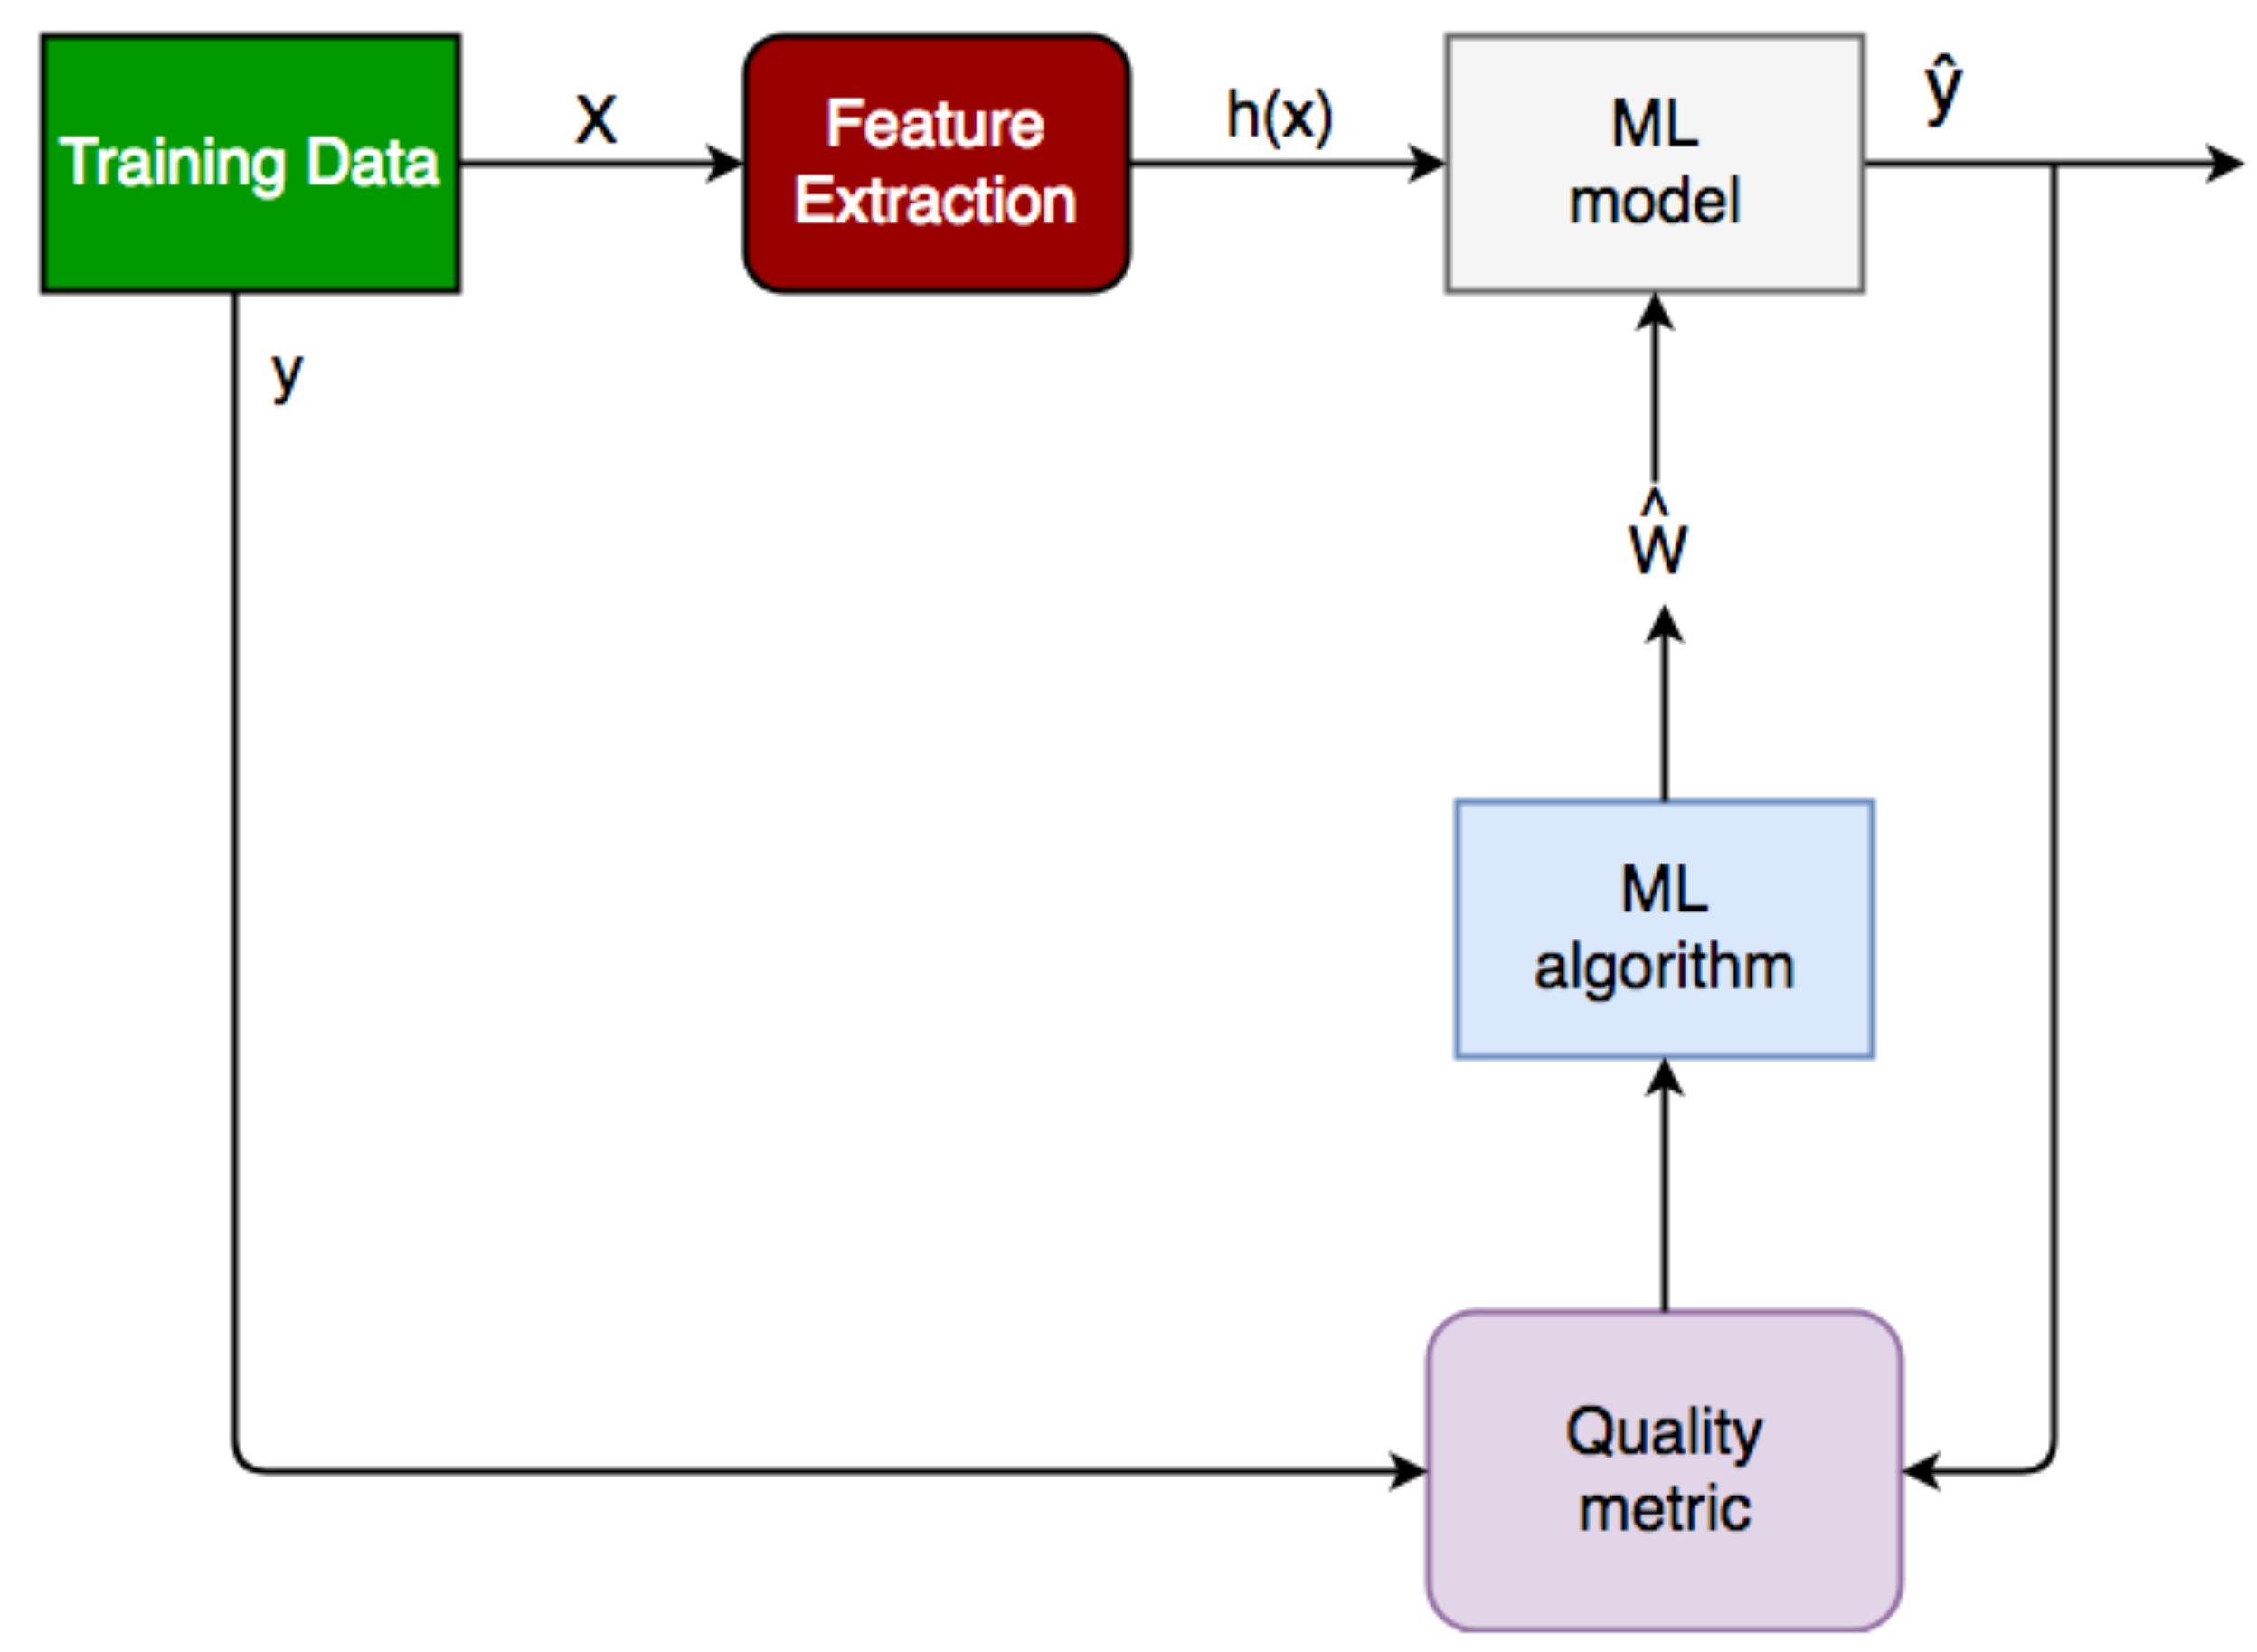 Training Data
X
Feature
Extraction
h(x)
ML
model
ŷ
y
Ŵ
ML
algorithm
Quality
metric